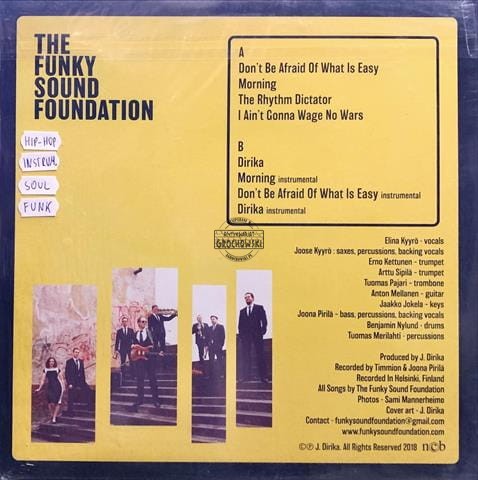 THE
FUNKY
SOUND
FOUNDATION
HIP-HOP
INSTRUM.
SOUL
FUNK
A
Don't Be Afraid Of What Is Easy
Morning
The Rhythm Dictator
I Ain't Gonna Wage No Wars
B
Dirika
Morning instrumental
Don't Be Afraid Of What Is Easy instrumental
Dirika instrumental
GROCHOWSKI
Elina Kyyrö - vocals
Joose Kyyrö : saxes, percussions, backing vocals
Erno Kettunen - trumpet
Arttu Sipilä - trumpet
Tuomas Pajari - trombone
Anton Mellanen - guitar
Jaakko Jokela - keys
Joona Pirilä - bass, percussions, backing vocals
Benjamin Nylund - drums
Tuomas Merilahti - percussions
Produced by J. Dirika
Recorded by Timmion & Joona Pirilä
Recorded In Helsinki, Finland
All Songs by The Funky Sound Foundation
Photos - Sami Mannerheimo
Cover art - J. Dirika
Contact - funkysoundfoundation@gmail.com
www.funkysoundfoundation.com
©℗ J. Dirika. All Rights Reserved 2018 ncb